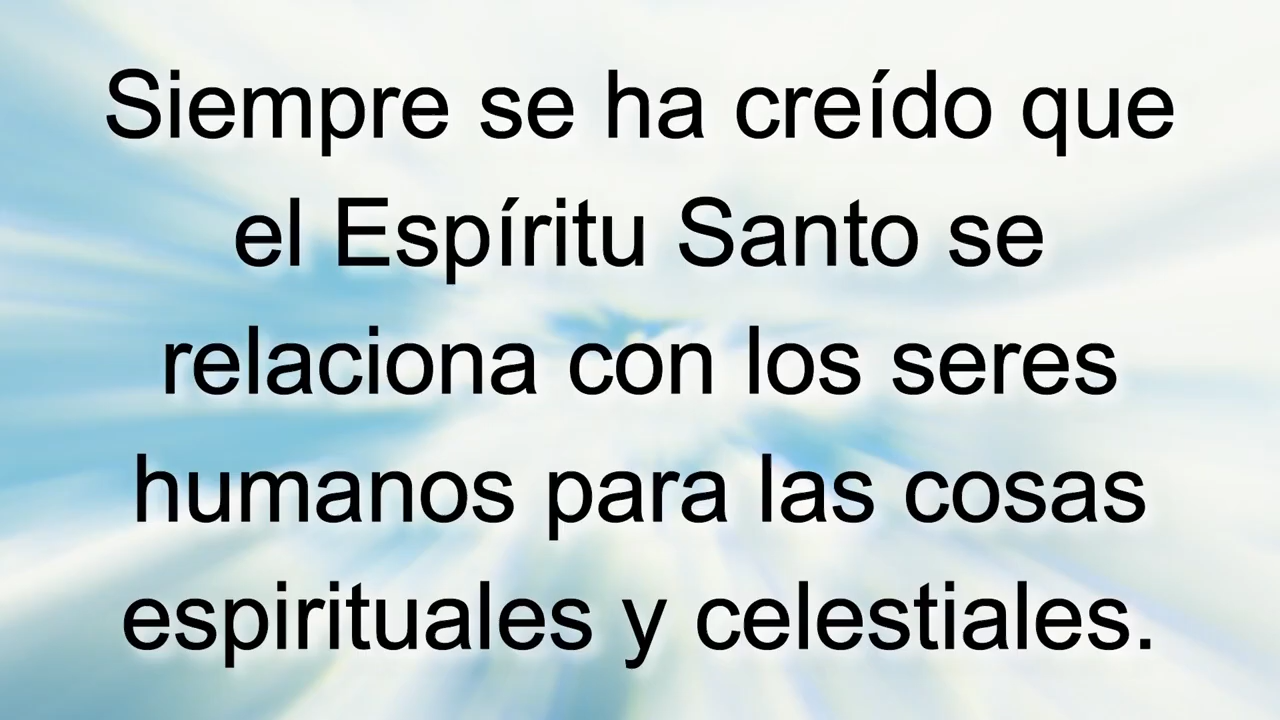 Siempre se ha creído que
el Espíritu Santo se
relaciona con los seres
humanos para las cosas
espirituales y celestiales.